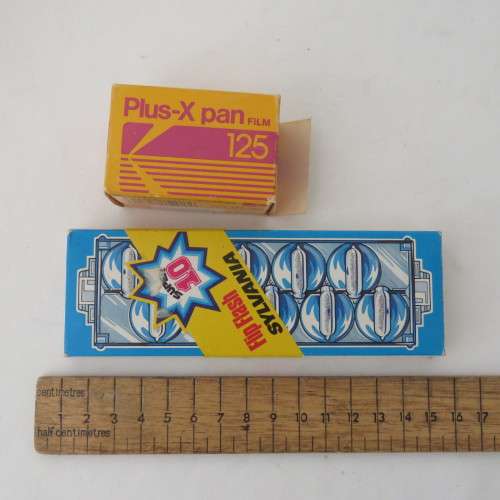 Plus-X pan FILM
125
SUPER 10
Flip Flash
SYLVANIA
centimetres
1 2 3 4 5 6 7 8 9 10 11 12 13 14 15 16 17
half-centimetres